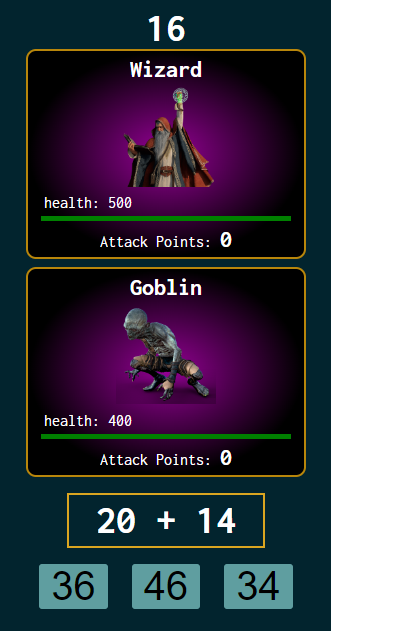 16
Wizard
health: 500
Attack Points: 0
Goblin
health: 400
Attack Points: 0
20 + 14
36 46 34